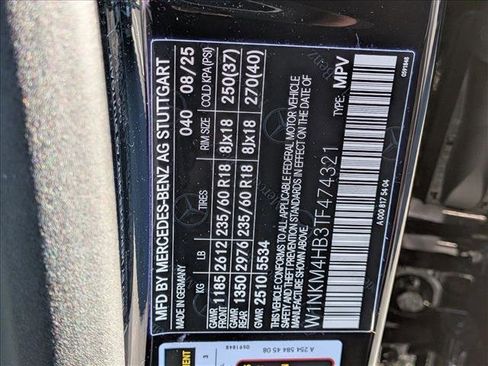 MFD BY MERCEDES-BENZ AG STUTTGART
040 08/25
KG LB TIRES RIM SIZE COLD KPA (PSI)
GAWR FRONT 1185 2612 235/60 R18 8Jx18 250(37)
GAWR REAR 1350 2976 235/60 R18 8Jx18 270(40)
GVWR 2510 5534
THIS VEHICLE CONFORMS TO ALL APPLICABLE FEDERAL MOTOR VEHICLE
SAFETY AND THEFT PREVENTION STANDARDS IN EFFECT ON THE DATE OF
MANUFACTURE SHOWN ABOVE.
W1NKM4HB3TF474321 TYPE: MPV
A 000 817 54 04
A 254 584 45 08